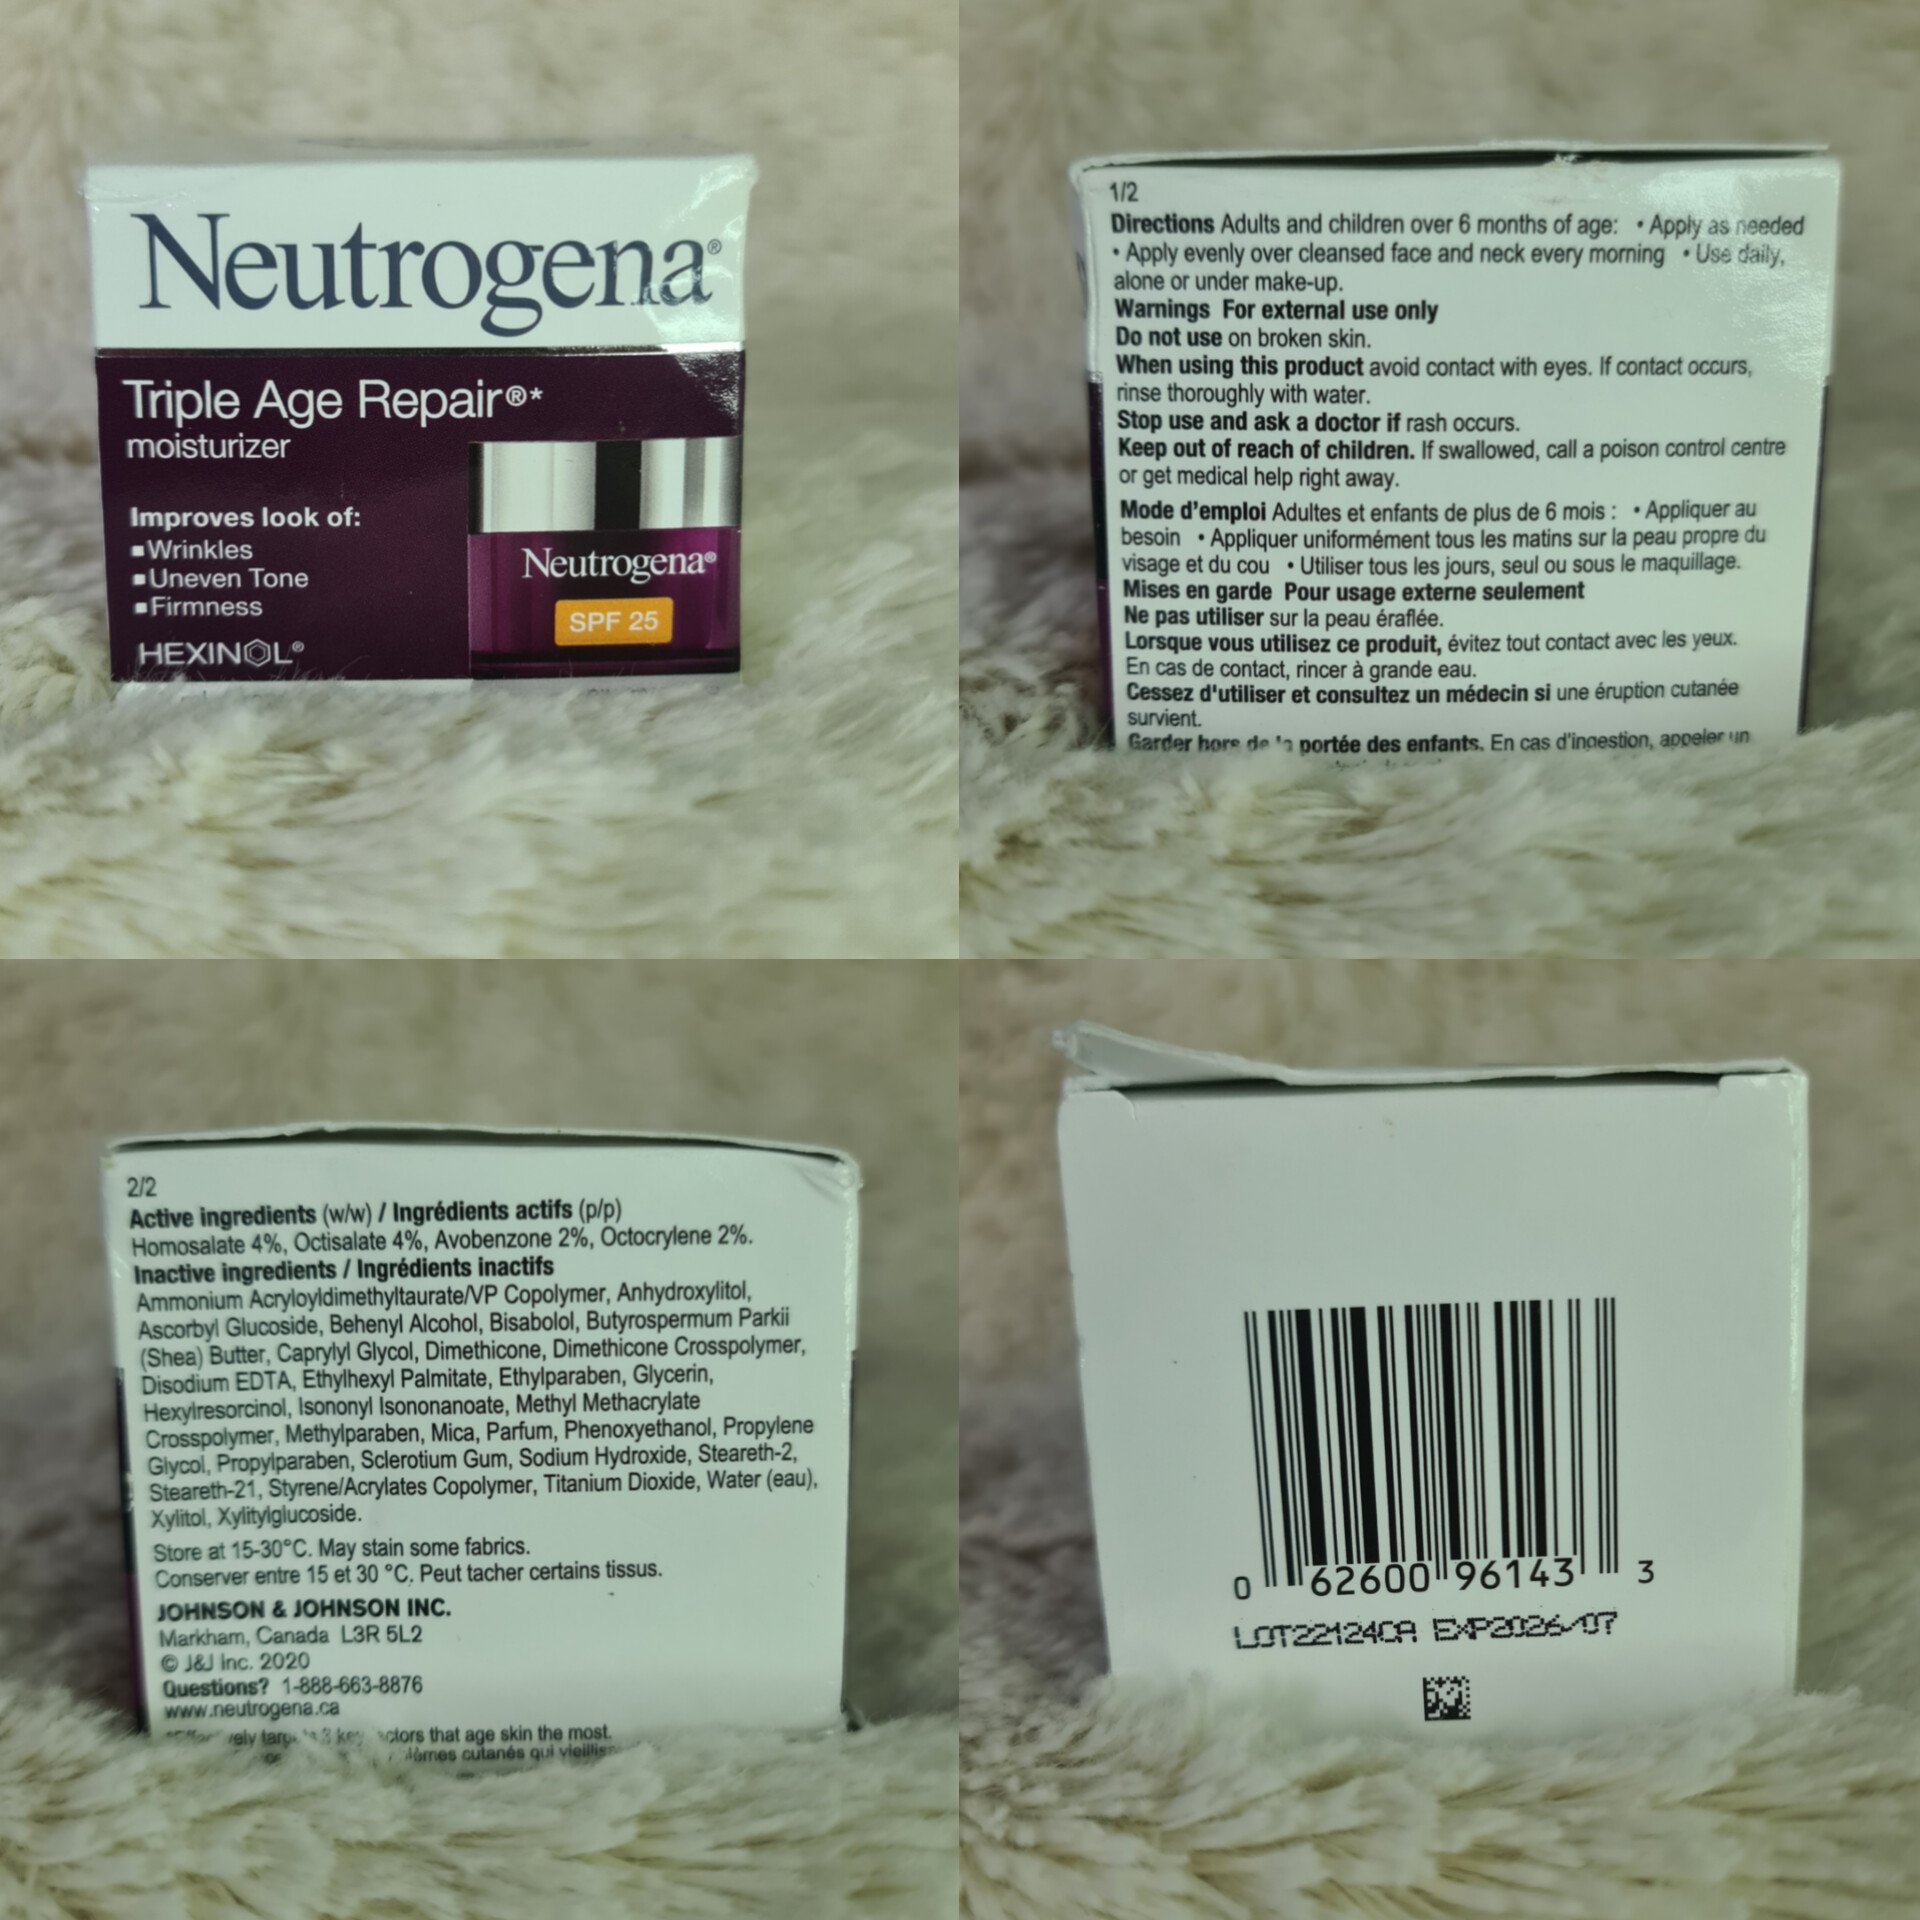 Neutrogena®
Triple Age Repair®*
moisturizer
Improves look of:
▪ Wrinkles
▪ Uneven Tone
▪ Firmness
HEXINOL®
Neutrogena®
SPF 25
1/2
Directions Adults and children over 6 months of age: • Apply as needed
• Apply evenly over cleansed face and neck every morning • Use daily,
alone or under make-up.
Warnings For external use only
Do not use on broken skin.
When using this product avoid contact with eyes. If contact occurs,
rinse thoroughly with water.
Stop use and ask a doctor if rash occurs.
Keep out of reach of children. If swallowed, call a poison control centre
or get medical help right away.
Mode d'emploi Adultes et enfants de plus de 6 mois : • Appliquer au
besoin • Appliquer uniformément tous les matins sur la peau propre du
visage et du cou • Utiliser tous les jours, seul ou sous le maquillage.
Mises en garde Pour usage externe seulement
Ne pas utiliser sur la peau éraflée.
Lorsque vous utilisez ce produit, évitez tout contact avec les yeux.
En cas de contact, rincer à grande eau.
Cessez d'utiliser et consultez un médecin si une éruption cutanée
survient.
Garder hors de la portée des enfants. En cas d'ingestion, appeler un
2/2
Active ingredients (w/w) / Ingrédients actifs (p/p)
Homosalate 4%, Octisalate 4%, Avobenzone 2%, Octocrylene 2%.
Inactive ingredients / Ingrédients inactifs
Ammonium Acryloyldimethyltaurate/VP Copolymer, Anhydroxylitol,
Ascorbyl Glucoside, Behenyl Alcohol, Bisabolol, Butyrospermum Parkii
(Shea) Butter, Caprylyl Glycol, Dimethicone, Dimethicone Crosspolymer,
Disodium EDTA, Ethylhexyl Palmitate, Ethylparaben, Glycerin,
Hexylresorcinol, Isononyl Isononanoate, Methyl Methacrylate
Crosspolymer, Methylparaben, Mica, Parfum, Phenoxyethanol, Propylene
Glycol, Propylparaben, Sclerotium Gum, Sodium Hydroxide, Steareth-2,
Steareth-21, Styrene/Acrylates Copolymer, Titanium Dioxide, Water (eau),
Xylitol, Xylitylglucoside.
Store at 15-30°C. May stain some fabrics.
Conserver entre 15 et 30 °C. Peut tacher certains tissus.
JOHNSON & JOHNSON INC.
Markham, Canada L3R 5L2
© J&J Inc. 2020
Questions? 1-888-663-8876
www.neutrogena.ca
3 key that age skin the most.
cutanés qui
0 62600 96143 3
LOT22124CA EXP2026/07